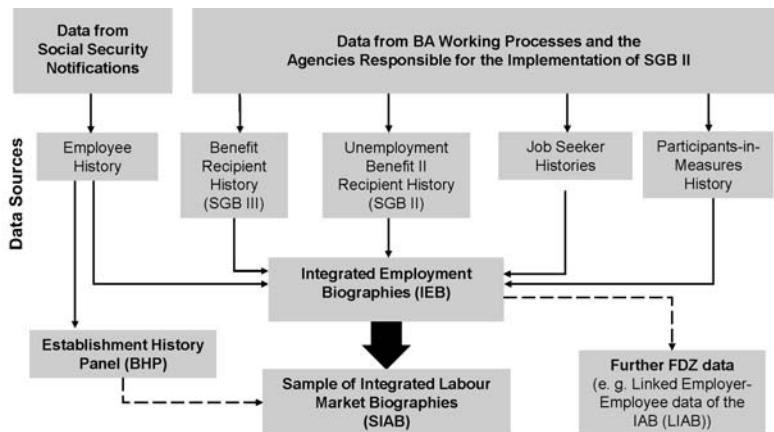 Data from
Social Security
Notifications
Data from BA Working Processes and the
Agencies Responsible for the Implementation of SGB II
Data Sources
Employee
History
Benefit
Recipient
History
(SGB III)
Unemployment
Benefit II
Recipient History
(SGB II)
Job Seeker
Histories
Participants-in-
Measures
History
Integrated Employment
Biographies (IEB)
Establishment History
Panel (BHP)
Sample of Integrated Labour
Market Biographies
(SIAB)
Further FDZ data
(e. g. Linked Employer-
Employee data of the
IAB (LIAB))